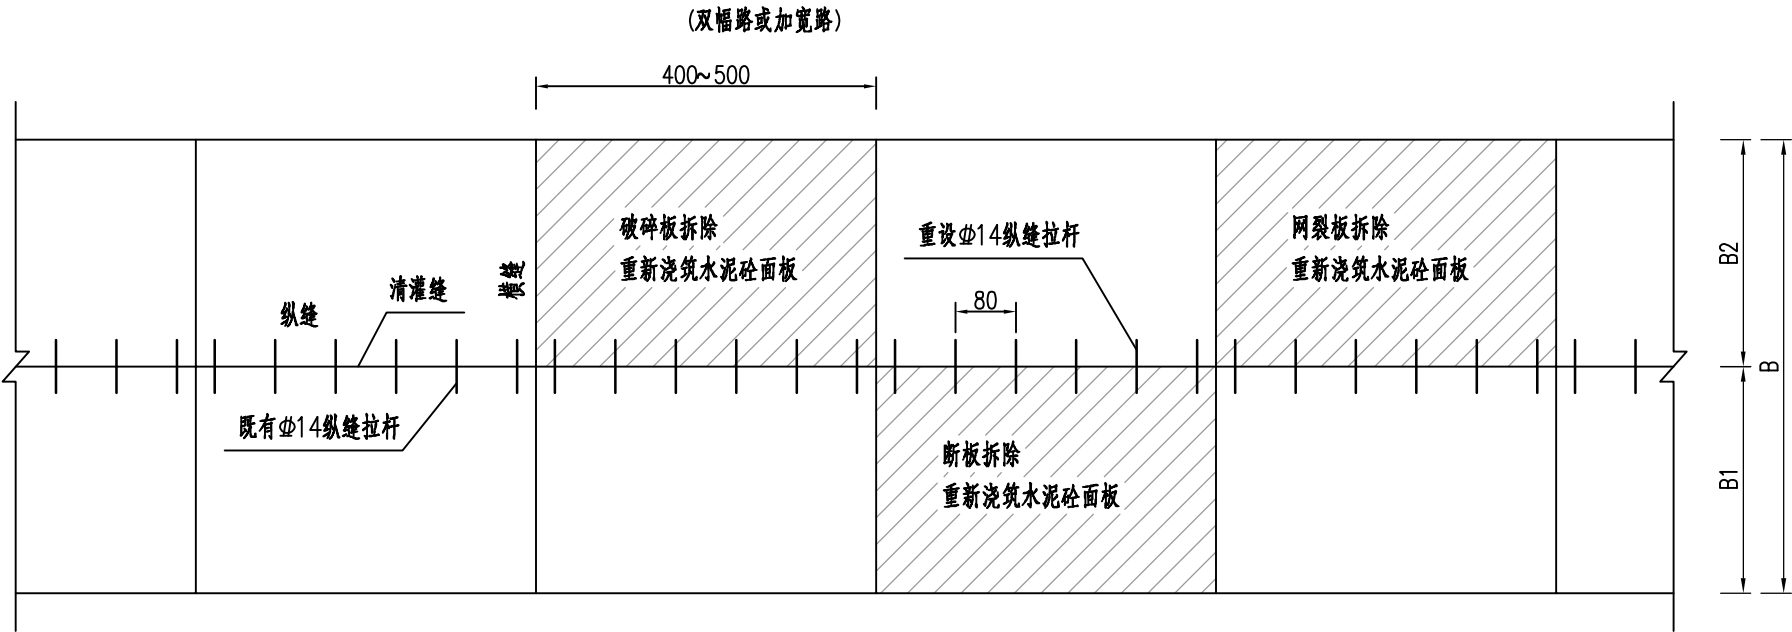 (双幅路或加宽路)
400~500
破碎板拆除
重新浇筑水泥砼面板
重设Φ14纵缝拉杆
网裂板拆除
重新浇筑水泥砼面板
B2
横缝
清灌缝
纵缝
80
B
既有Φ14纵缝拉杆
断板拆除
重新浇筑水泥砼面板
B1